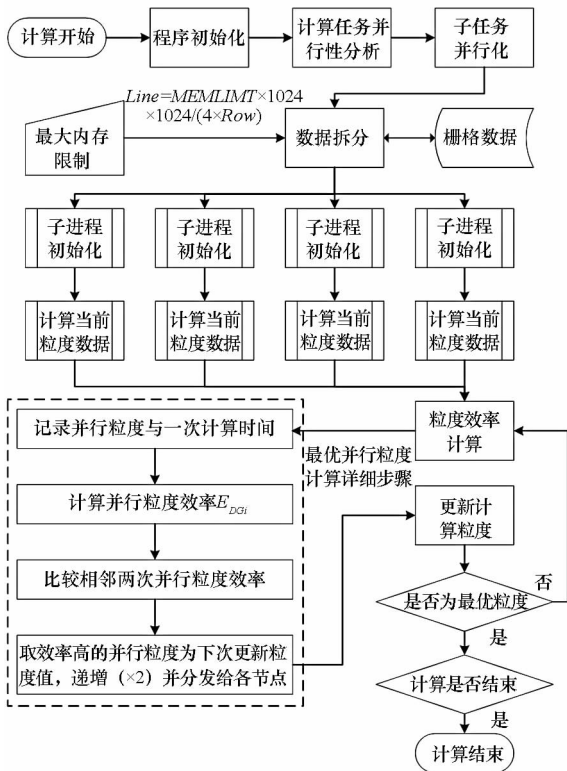 计算开始
程序初始化
计算任务并
行性分析
子任务
并行化
Line=MEMLIMT×1024
×1024/(4×Row)
最大内存
限制
数据拆分
栅格数据
子进程
初始化
子进程
初始化
子进程
初始化
子进程
初始化
计算当前
粒度数据
计算当前
粒度数据
计算当前
粒度数据
计算当前
粒度数据
粒度效率
计算
最优并行粒度
计算详细步骤
记录并行粒度与一次计算时间
计算并行粒度效率E_DGi
比较相邻两次并行粒度效率
取效率高的并行粒度为下次更新粒
度值，递增（×2）并分发给各节点
更新计
算粒度
是否为最优粒度
否
是
计算是否结束
是
计算结束